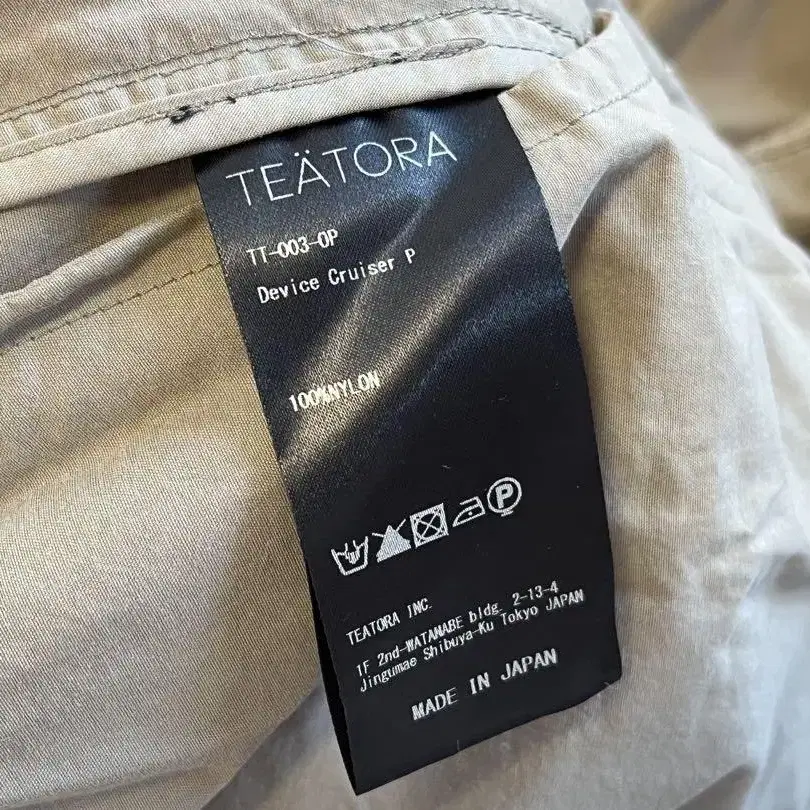 TEÄTORA
TT-003-OP
Device Cruiser P
100%NYLON
P
TEATORA INC.
1F 2nd-WATANABE bldg. 2-13-4
Jingumae Shibuya-Ku Tokyo JAPAN
MADE IN JAPAN